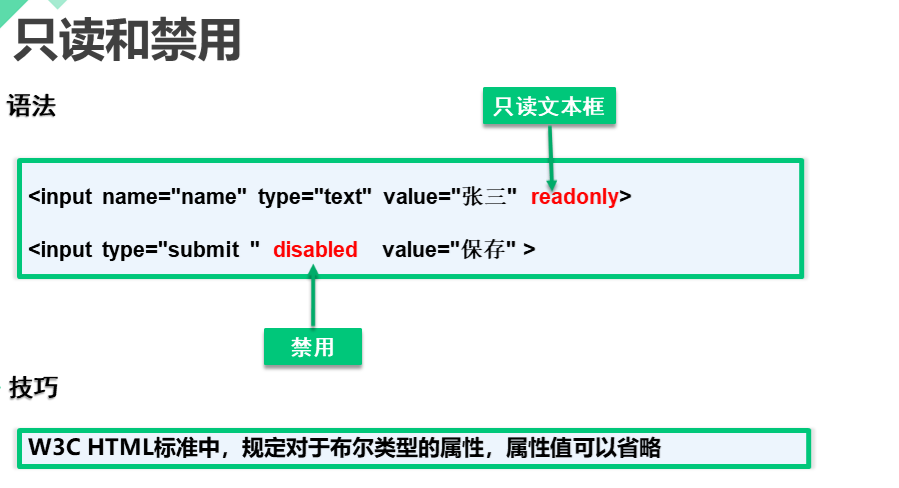 只读和禁用
语法
只读文本框
<input name="name" type="text" value="张三" readonly>
<input type="submit " disabled value="保存" >
禁用
技巧
W3C HTML标准中，规定对于布尔类型的属性，属性值可以省略